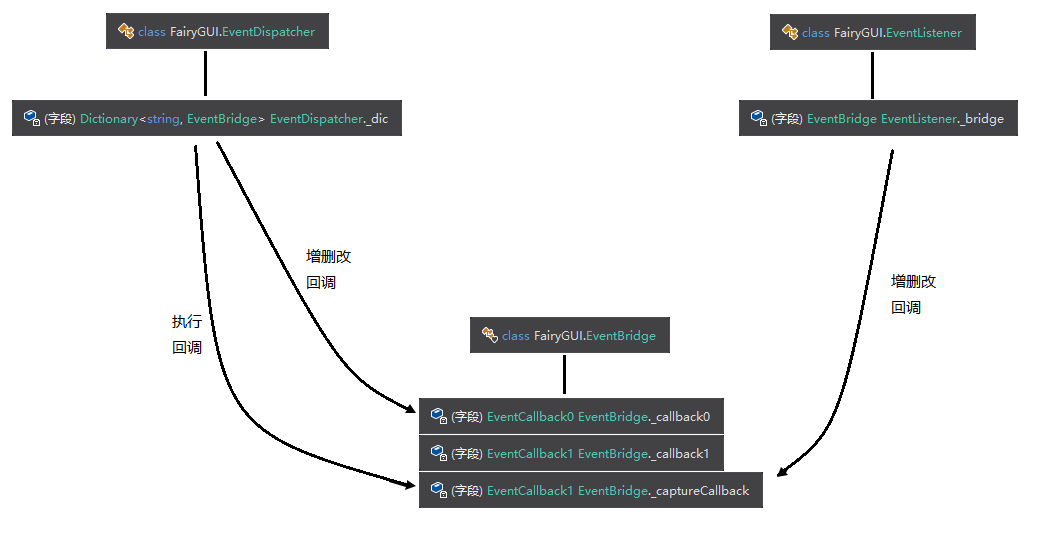 class FairyGUI.EventDispatcher
class FairyGUI.EventListener
(字段) Dictionary<string, EventBridge> EventDispatcher._dic
(字段) EventBridge EventListener._bridge
增删改
回调
增删改
回调
执行
回调
class FairyGUI.EventBridge
(字段) EventCallback0 EventBridge._callback0
(字段) EventCallback1 EventBridge._callback1
(字段) EventCallback1 EventBridge._captureCallback